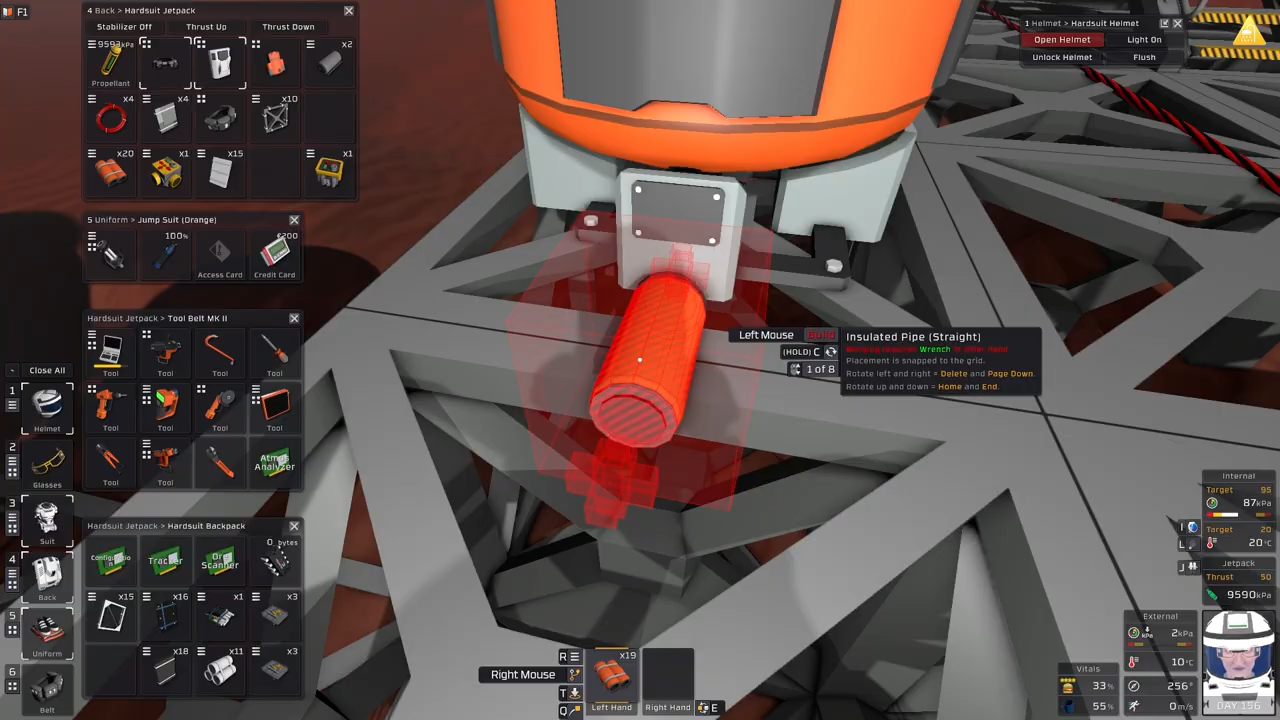 F1
4 Back > Hardsuit Jetpack
Stabilizer Off Thrust Up Thrust Down
x2
Propellant
x4 x4 x10
x20 x1 x15 x1
5 Uniform > Jump Suit (Orange)
100% €200
Access Card Credit Card
Hardsuit Jetpack > Tool Belt MK II
Tool Tool Tool Tool
Tool Tool Tool Tool
Tool Tool Tool Atmos Analyzer
Hardsuit Jetpack > Hardsuit Backpack
Tracker Ore Scanner 0 bytes
x15 x16 x1 x3
x18 x11 x3
- Close All
1 Helmet
2 Glasses
3 Suit
4 Back
5 Uniform
6 Belt
1 Helmet > Hardsuit Helmet
Open Helmet Light On
Unlock Helmet Flush
Left Mouse Build
(HOLD) C
1 of 8
Insulated Pipe (Straight)
Placement is snapped to the grid.
Rotate left and right = Delete and Page Down.
Rotate up and down = Home and End.
Right Mouse
R
T
Q
x19
Left Hand Right Hand E
Internal
Target 95
87kPa
Target 20
20°C
I
L
J
Jetpack
Thrust 50
9590kPa
External
kPa 2kPa
10°C
256°
0m/s
Vitals
33%
55%
DAY 156